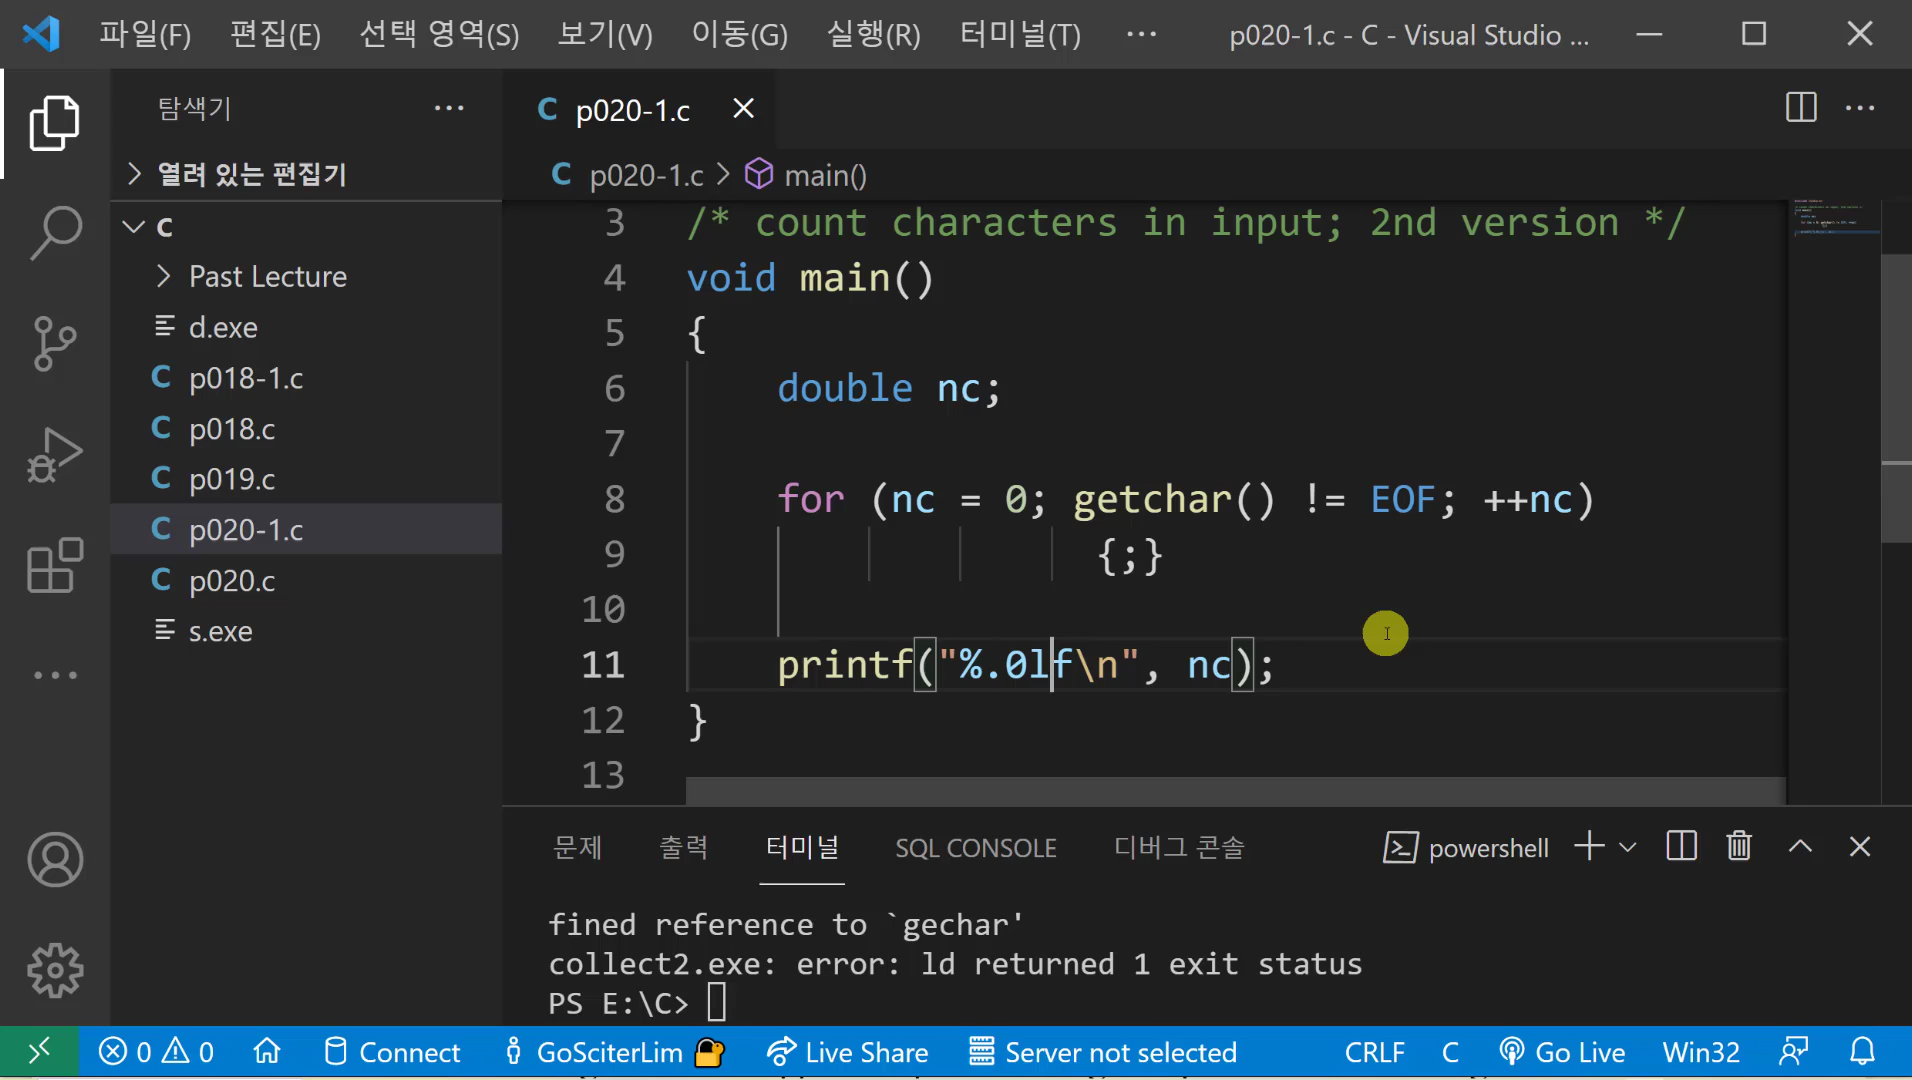 파일(F) 편집(E) 선택 영역(S) 보기(V) 이동(G) 실행(R) 터미널(T) ··· p020-1.c - C - Visual Studio ...
탐색기 ···
열려 있는 편집기
C
Past Lecture
d.exe
C p018-1.c
C p018.c
C p019.c
C p020-1.c
C p020.c
s.exe
C p020-1.c
C p020-1.c > main()
3 /* count characters in input; 2nd version */
4 void main()
5 {
6 double nc;
7
8 for (nc = 0; getchar() != EOF; ++nc)
9 {;}
10
11 printf("%.0lf\n", nc);
12 }
13
문제 출력 터미널 SQL CONSOLE 디버그 콘솔 powershell
fined reference to `gechar'
collect2.exe: error: ld returned 1 exit status
PS E:\C>
0 0 Connect GoSciterLim Live Share Server not selected CRLF C Go Live Win32